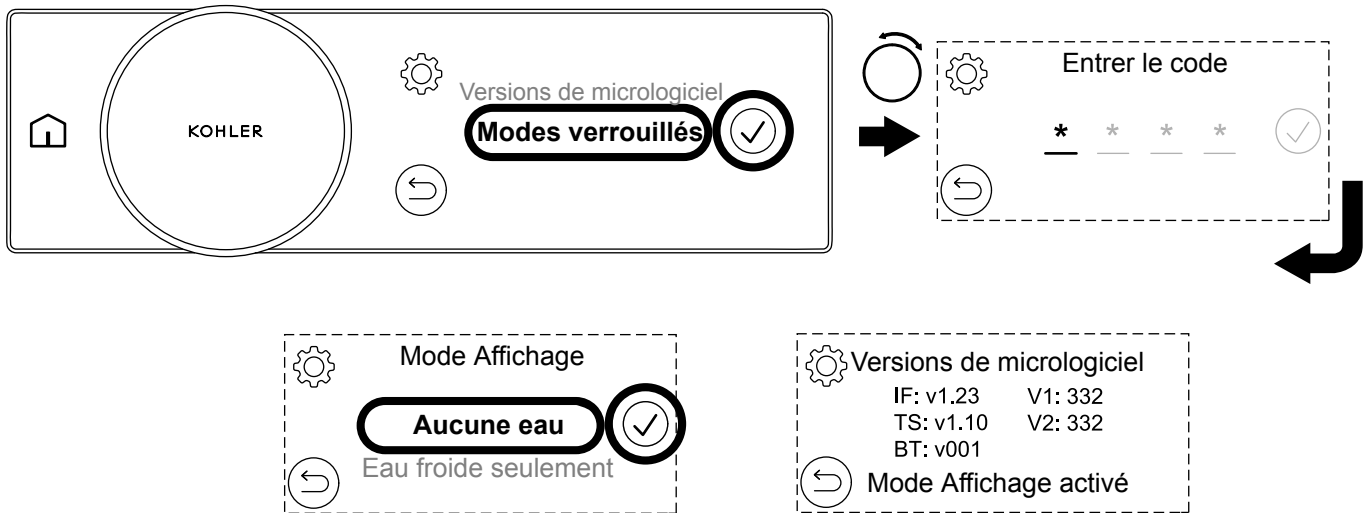 KOHLER
Versions de micrologiciel
Modes verrouillés
Entrer le code
* * * *
Mode Affichage
Aucune eau
Eau froide seulement
Versions de micrologiciel
IF: v1.23 V1: 332
TS: v1.10 V2: 332
BT: v001
Mode Affichage activé